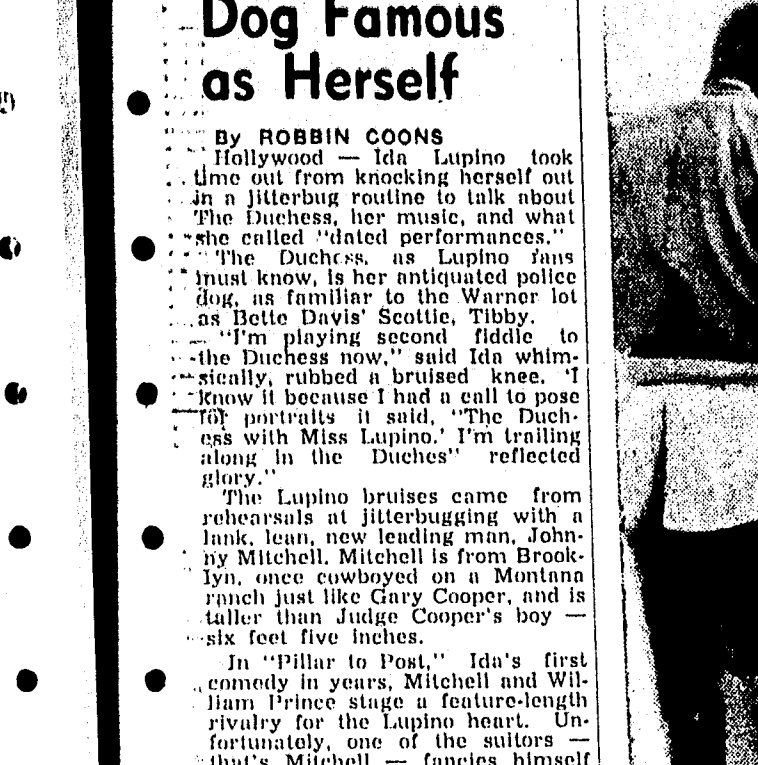 Dog Famous
as Herself
By ROBBIN COONS
Hollywood — Ida Lupino took
time out from knocking herself out
in a jitterbug routine to talk about
The Duchess, her music, and what
she called "dated performances."
The Duchess, as Lupino fans
must know, is her antiquated police
dog, as familiar to the Warner lot
as Bette Davis' Scottie, Tibby.
"I'm playing second fiddle to
the Duchess now," said Ida whim-
sically, rubbed a bruised knee. 'I
know it because I had a call to pose
for portraits it said, "The Duch-
ess with Miss Lupino.' I'm trailing
along in the Duches" reflected
glory."
The Lupino bruises came from
rehearsals at jitterbugging with a
lank, lean, new leading man, John-
ny Mitchell. Mitchell is from Brook-
lyn, once cowboyed on a Montana
ranch just like Gary Cooper, and is
taller than Judge Cooper's boy —
six feet five inches.
In "Pillar to Post," Ida's first
comedy in years, Mitchell and Wil-
liam Prince stage a feature-length
rivalry for the Lupino heart. Un-
fortunately, one of the suitors —
that's Mitchell — fancies himself